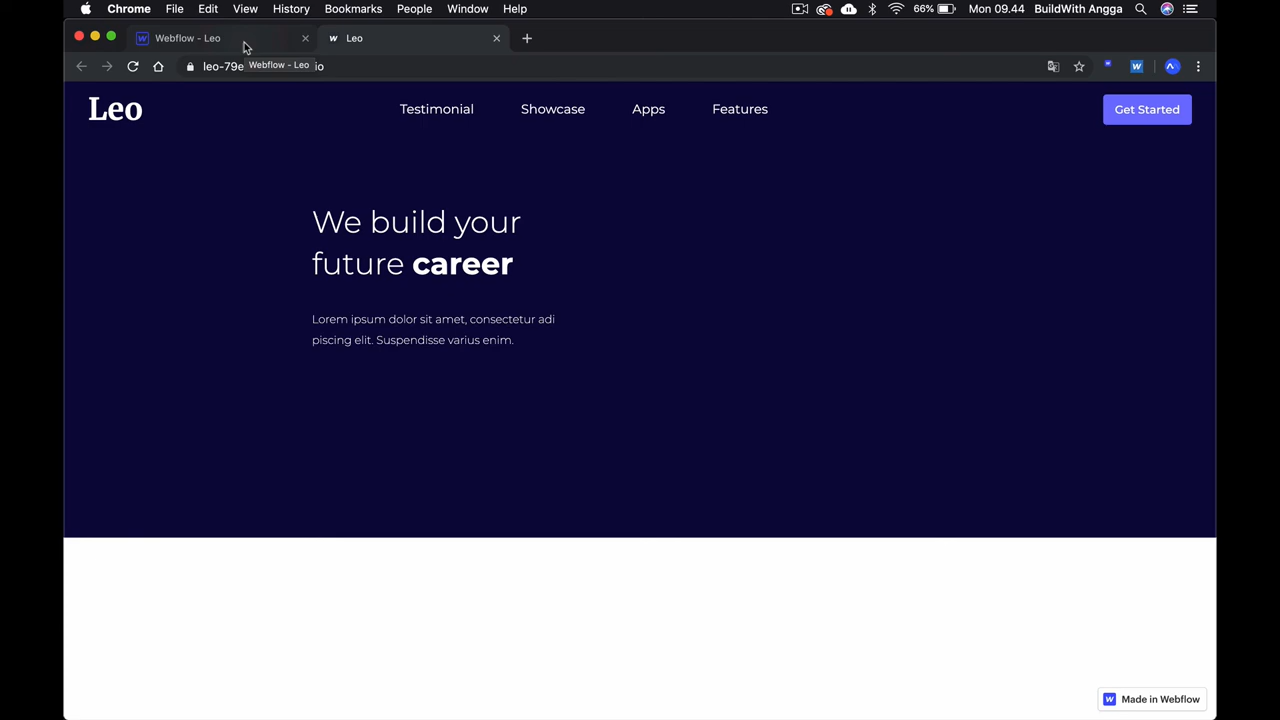 Chrome File Edit View History Bookmarks People Window Help 66% Mon 09.44 BuildWith Angga
Webflow - Leo Leo
leo-79e io
Webflow - Leo
Leo Testimonial Showcase Apps Features Get Started
We build your
future career
Lorem ipsum dolor sit amet, consectetur adi
piscing elit. Suspendisse varius enim.
Made in Webflow